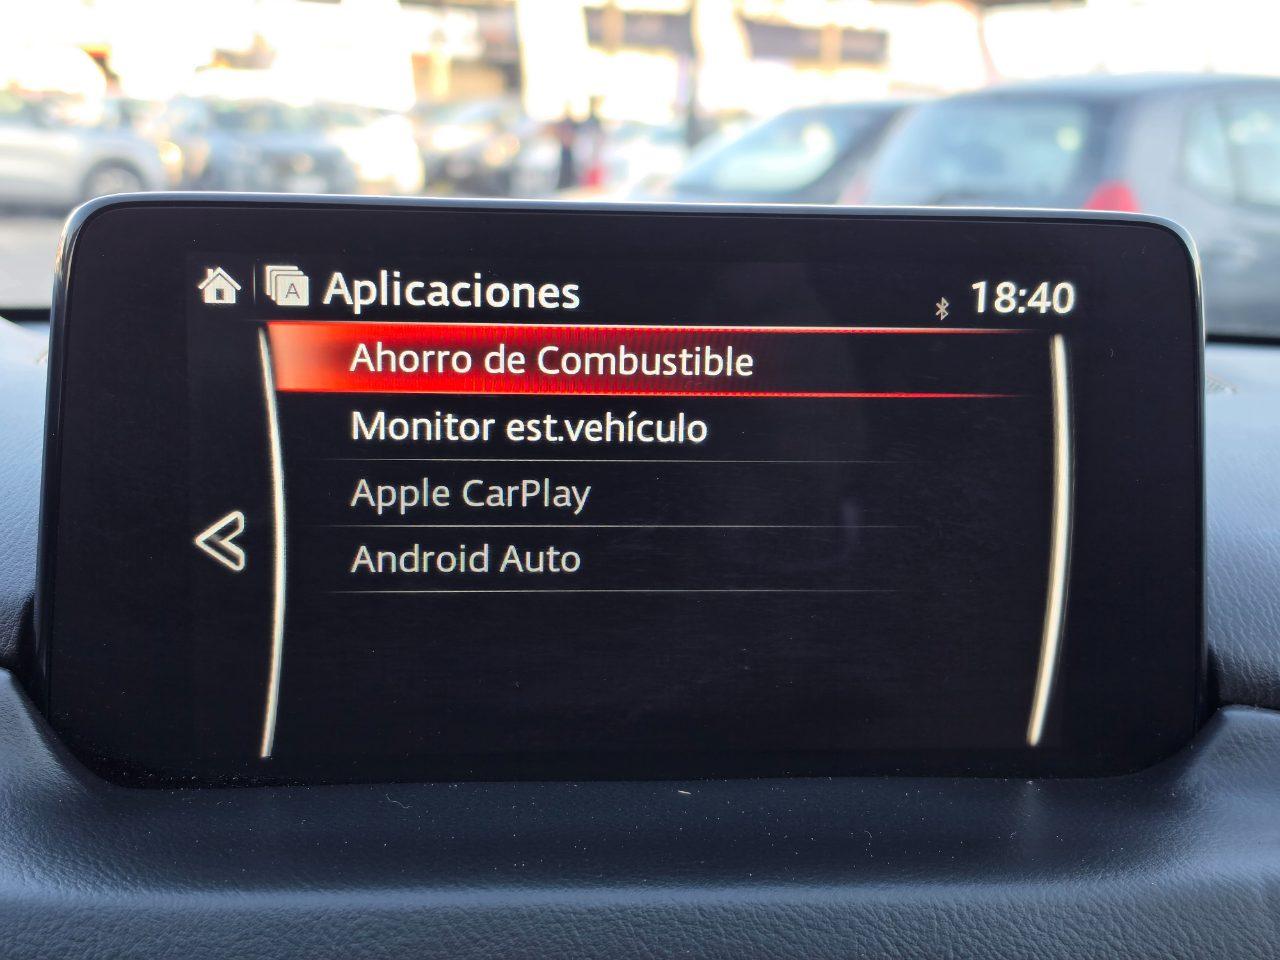 Aplicaciones
18:40
Ahorro de Combustible
Monitor est.vehículo
Apple CarPlay
Android Auto